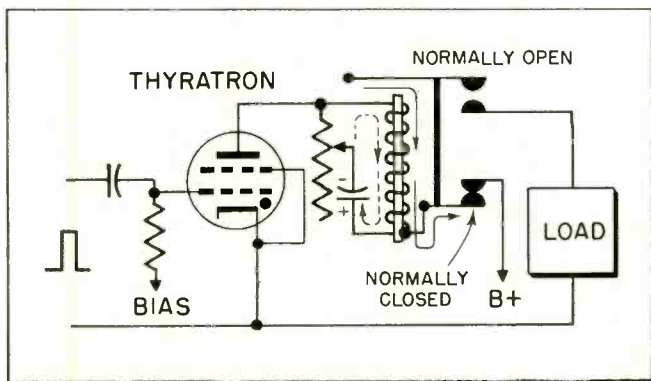 NORMALLY OPEN
THYRATRON
-
+
LOAD
NORMALLY
CLOSED
B+
BIAS